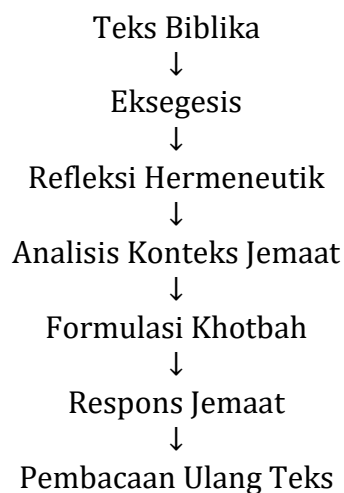 Teks Biblika
↓
Eksegesis
↓
Refleksi Hermeneutik
↓
Analisis Konteks Jemaat
↓
Formulasi Khotbah
↓
Respons Jemaat
↓
Pembacaan Ulang Teks